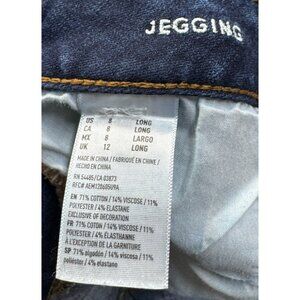 JEGGING
US 8 LONG
CA 8 LONG
MX 8 LARGO
UK 12 LONG
MADE IN CHINA / FABRIQUÉ EN CHINE /
HECHO EN CHINA
RN 54485/CA 03873
EN: 71% COTTON / 14% VISCOSE / 11%
POLYESTER / 4% ELASTANE
EXCLUSIVE OF DECORATION
FR: 71% COTON / 14% VISCOSE / 11%
POLYESTER / 4% ÉLASTHANNE
À L'EXCEPTION DE LA GARNITURE
SP: 71% algodón / 14% viscosa / 11%
poliéster / 4% elastano